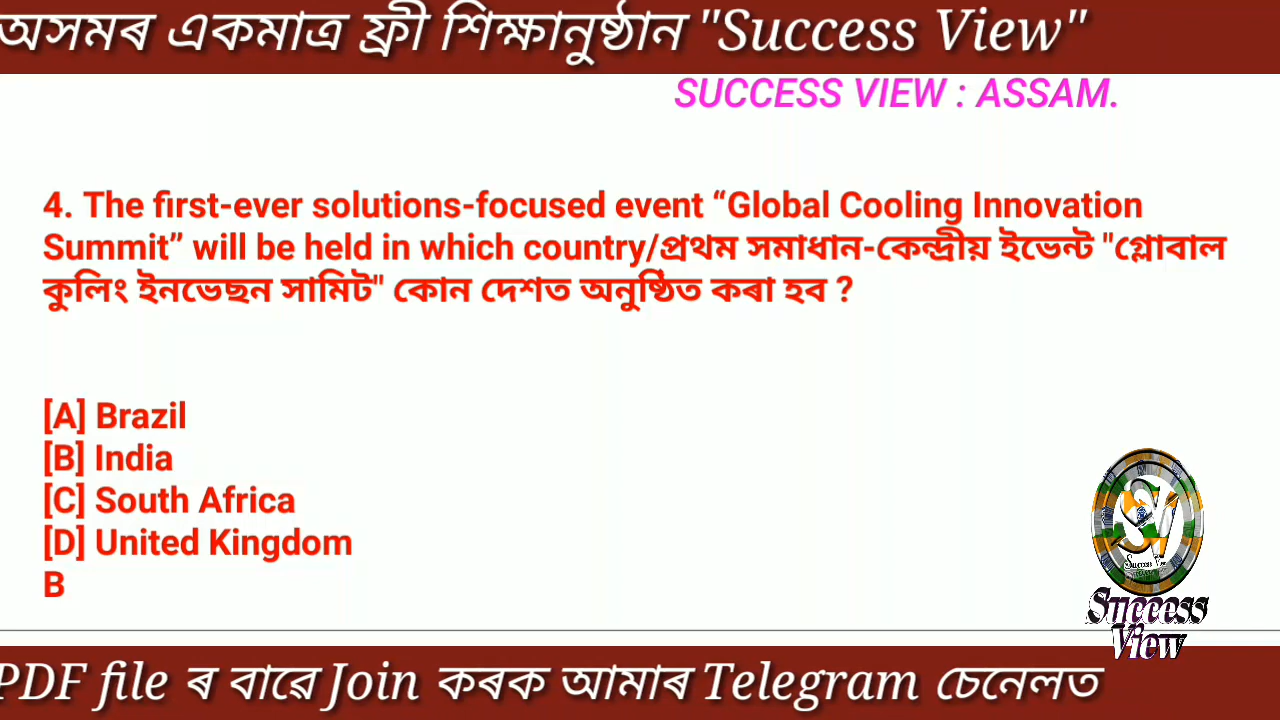 অসমৰ একমাত্ৰ ফ্ৰী শিক্ষানুষ্ঠান "Success View"
SUCCESS VIEW : ASSAM.
4. The first-ever solutions-focused event “Global Cooling Innovation
Summit” will be held in which country/প্ৰথম সমাধান-কেন্দ্ৰীয় ইভেন্ট "গ্লোবাল
কুলিং ইনভেছন সামিট" কোন দেশত অনুষ্ঠিত কৰা হব ?
[A] Brazil
[B] India
[C] South Africa
[D] United Kingdom
B
Success
View
PDF file ৰ বাৱে Join কৰক আমাৰ Telegram চেনেলত